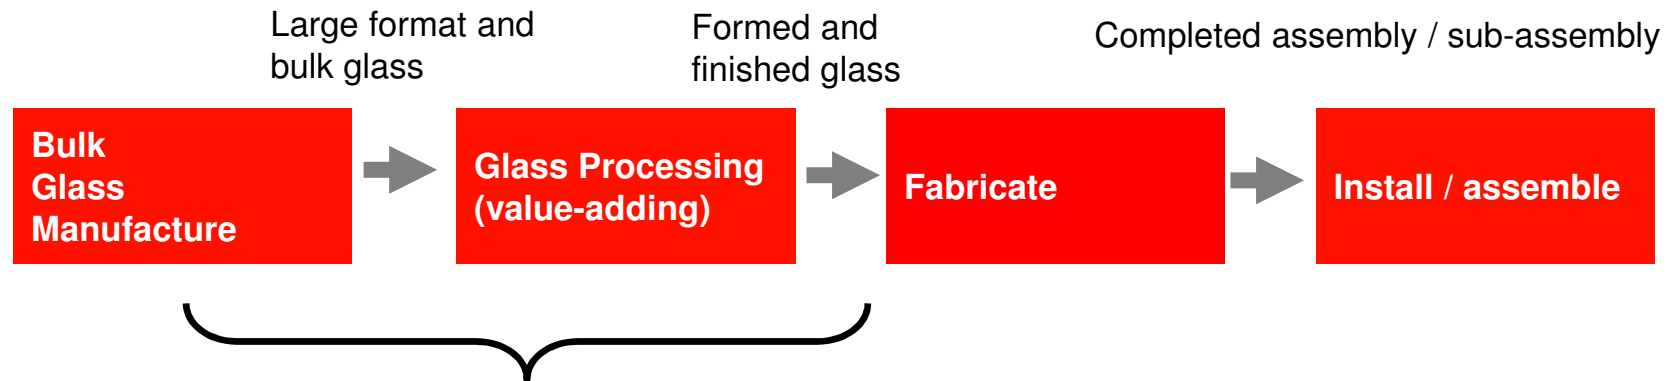 Large format and
bulk glass
Formed and
finished glass
Completed assembly / sub-assembly
Bulk
Glass
Manufacture
Glass Processing
(value-adding)
Fabricate
Install / assemble